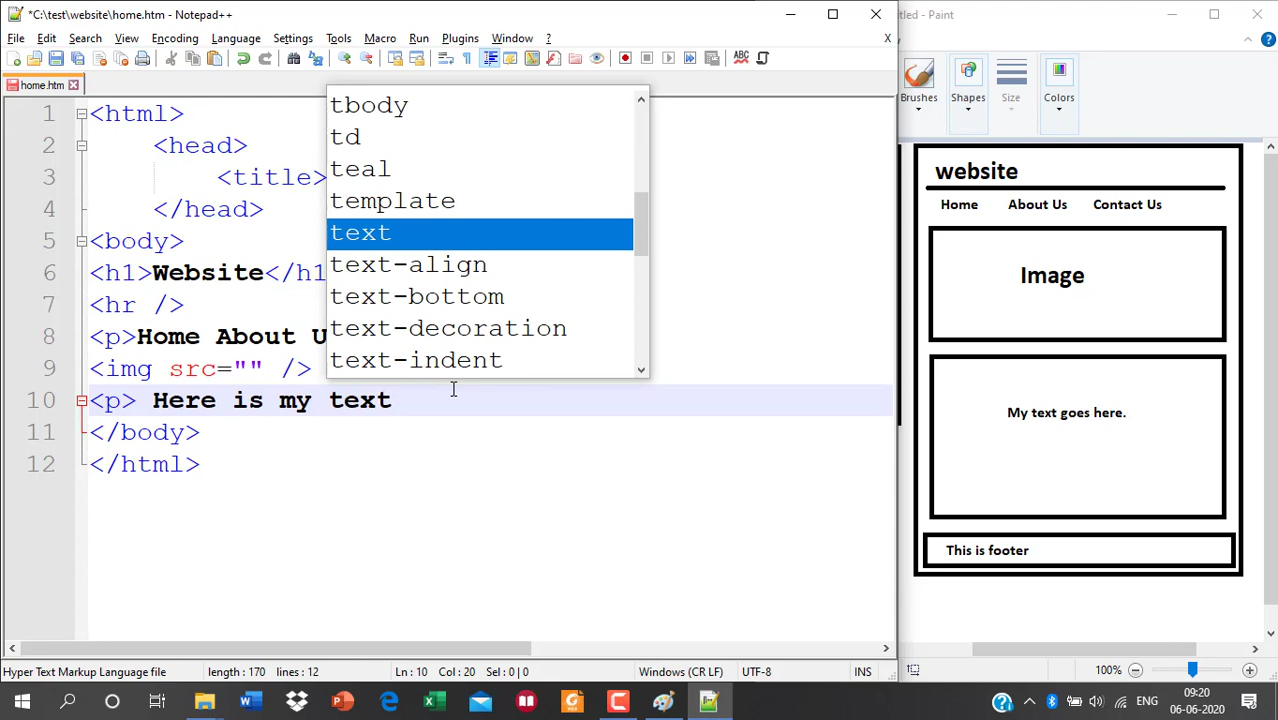 *C:\test\website\home.htm - Notepad++
File Edit Search View Encoding Language Settings Tools Macro Run Plugins Window ? X
home.htm
1 <html>
2 <head>
3 <title>
4 </head>
5 <body>
6 <h1>Website</h1
7 <hr />
8 <p>Home About U
9 <img src="" />
10 <p> Here is my text
11 </body>
12 </html>
tbody
td
teal
template
text
text-align
text-bottom
text-decoration
text-indent
Hyper Text Markup Language file length : 170 lines : 12 Ln : 10 Col : 20 Sel : 0 | 0 Windows (CR LF) UTF-8 INS
titled - Paint
Brushes Shapes Size Colors
website
Home About Us Contact Us
Image
My text goes here.
This is footer
100%
ENG
09:20
06-06-2020